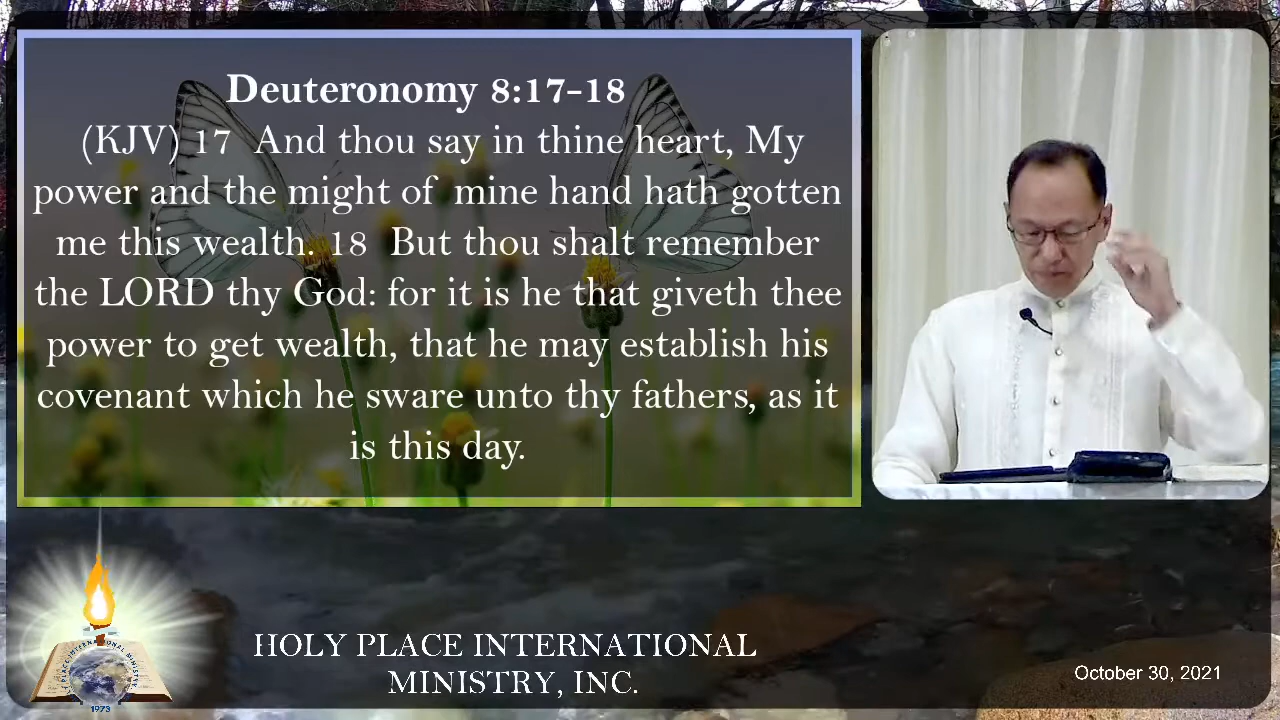 Deuteronomy 8:17-18
(KJV) 17 And thou say in thine heart, My
power and the might of mine hand hath gotten
me this wealth. 18 But thou shalt remember
the LORD thy God: for it is he that giveth thee
power to get wealth, that he may establish his
covenant which he sware unto thy fathers, as it
is this day.
HOLY PLACE INTERNATIONAL
MINISTRY, INC.
October 30, 2021
1973